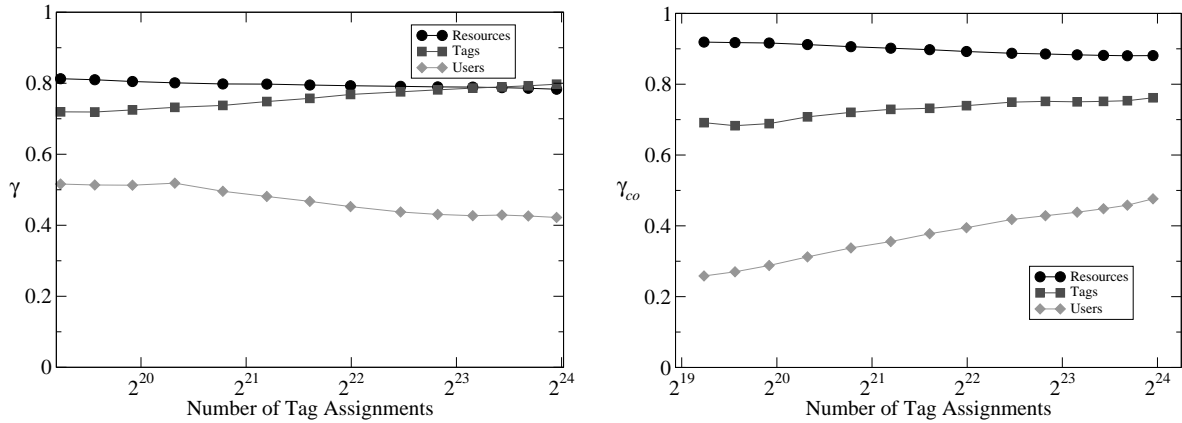 1
0.8
0.6
0.4
0.2
0
γ
Resources
Tags
Users
2^20 2^21 2^22 2^23 2^24
Number of Tag Assignments
1
0.8
0.6
0.4
0.2
0
γco
Resources
Tags
Users
2^19 2^20 2^21 2^22 2^23 2^24
Number of Tag Assignments